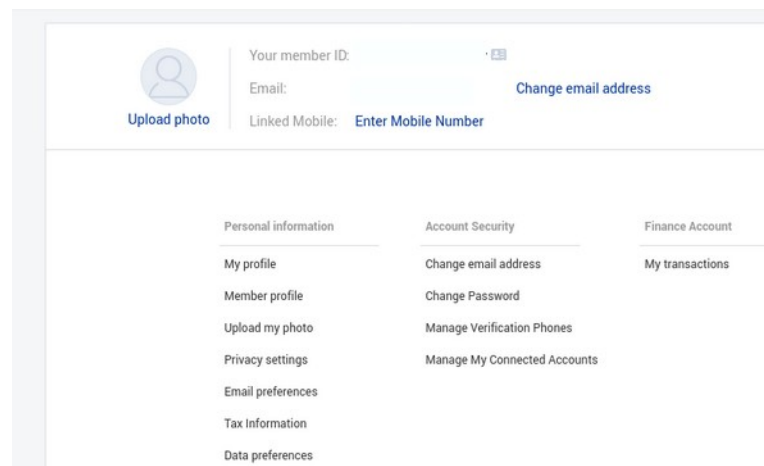 Your member ID:
Email:
Change email address
Upload photo
Linked Mobile: Enter Mobile Number
Personal information
My profile
Member profile
Upload my photo
Privacy settings
Email preferences
Tax Information
Data preferences
Account Security
Change email address
Change Password
Manage Verification Phones
Manage My Connected Accounts
Finance Account
My transactions